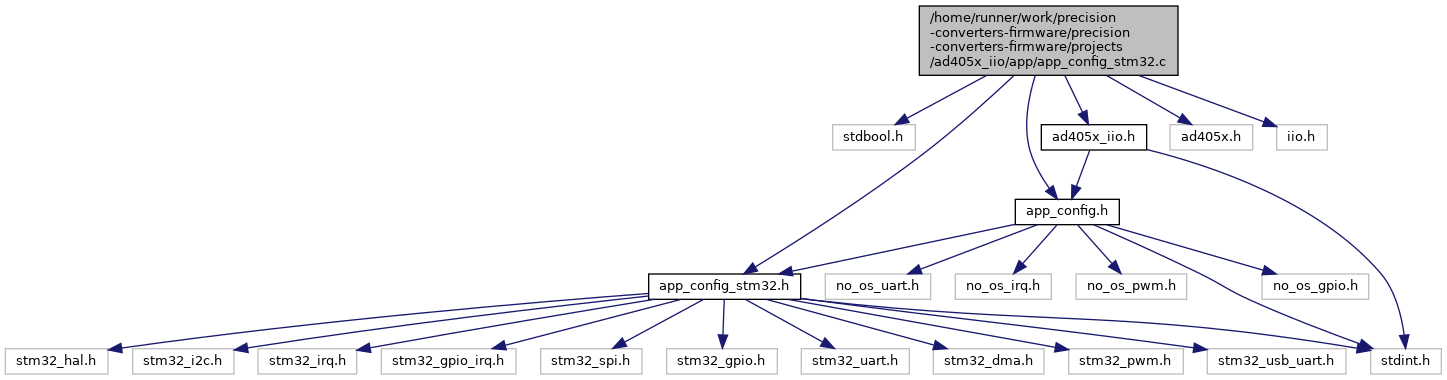 /home/runner/work/precision
-converters-firmware/precision
-converters-firmware/projects
/ad405x_iio/app/app_config_stm32.c
stdbool.h
ad405x_iio.h
ad405x.h
iio.h
app_config.h
app_config_stm32.h
no_os_uart.h
no_os_irq.h
no_os_pwm.h
no_os_gpio.h
stm32_hal.h
stm32_i2c.h
stm32_irq.h
stm32_gpio_irq.h
stm32_spi.h
stm32_gpio.h
stm32_uart.h
stm32_dma.h
stm32_pwm.h
stm32_usb_uart.h
stdint.h